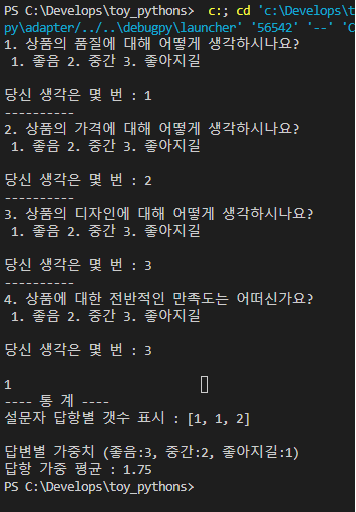 PS C:\Develops\toy_pythons>  c:; cd 'c:\Develops\t
py\adapter/../..\debugpy\launcher' '56542' '--' 'C
1. 상품의 품질에 대해 어떻게 생각하시나요?
1. 좋음 2. 중간 3. 좋아지길
당신 생각은 몇 번 : 1
----------
2. 상품의 가격에 대해 어떻게 생각하시나요?
1. 좋음 2. 중간 3. 좋아지길
당신 생각은 몇 번 : 2
----------
3. 상품의 디자인에 대해 어떻게 생각하시나요?
1. 좋음 2. 중간 3. 좋아지길
당신 생각은 몇 번 : 3
----------
4. 상품에 대한 전반적인 만족도는 어떠신가요?
1. 좋음 2. 중간 3. 좋아지길
당신 생각은 몇 번 : 3
1
---- 통 계 ----
설문자 답항별 갯수 표시 : [1, 1, 2]
답변별 가중치 (좋음:3, 중간:2, 좋아지길:1)
답항 가중 평균 : 1.75
PS C:\Develops\toy_pythons>